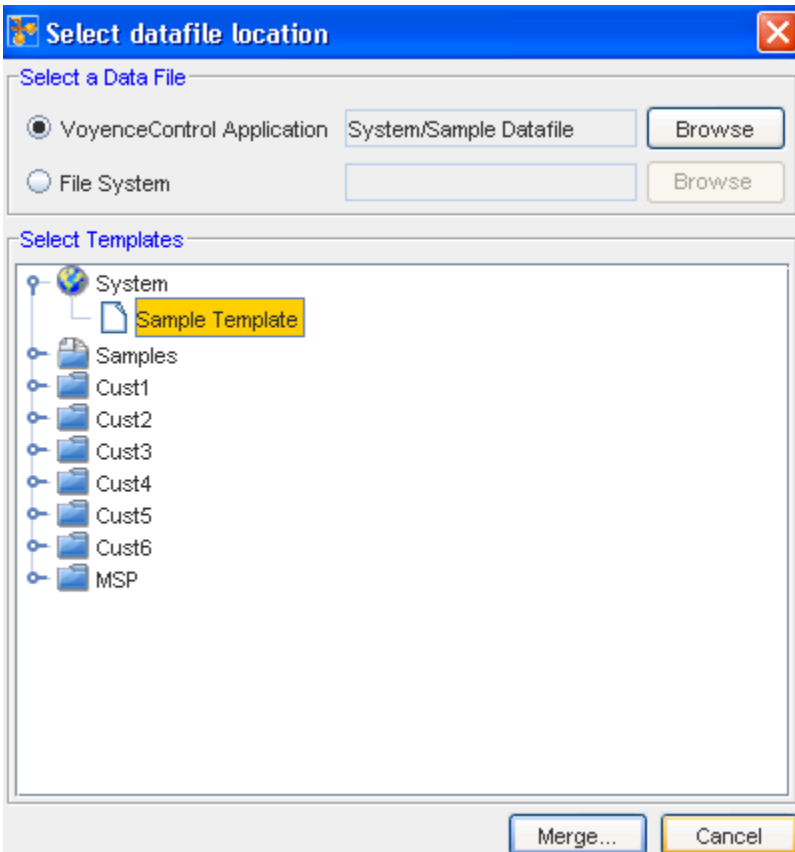 Select datafile location
Select a Data File
VoyenceControl Application System/Sample Datafile Browse
File System Browse
Select Templates
System
Sample Template
Samples
Cust1
Cust2
Cust3
Cust4
Cust5
Cust6
MSP
Merge... Cancel